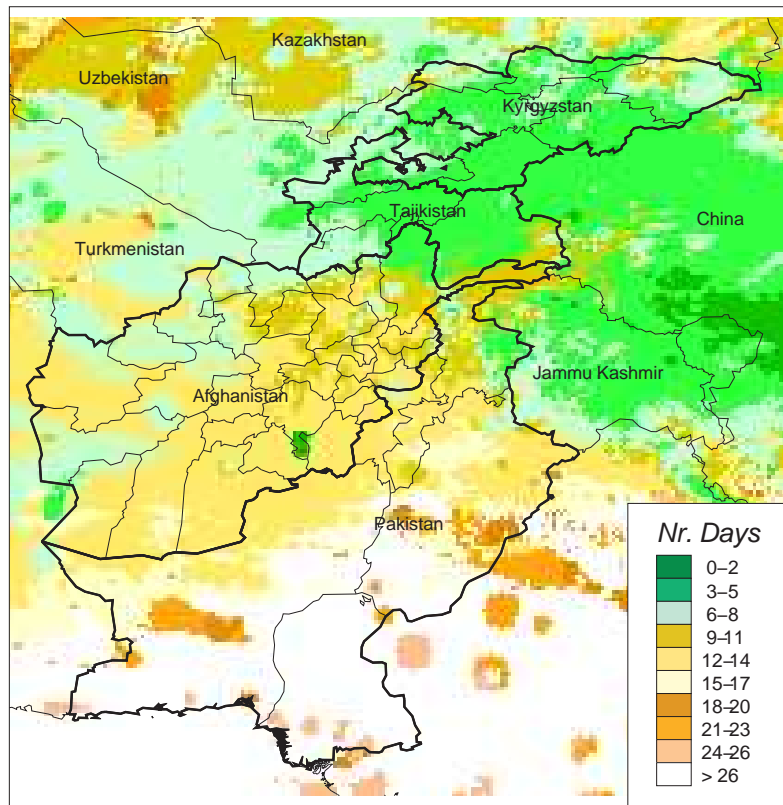 Kazakhstan
Uzbekistan
Kyrgyzstan
Tajikistan
China
Turkmenistan
Jammu Kashmir
Afghanistan
Pakistan
Nr. Days
0–2
3–5
6–8
9–11
12–14
15–17
18–20
21–23
24–26
> 26